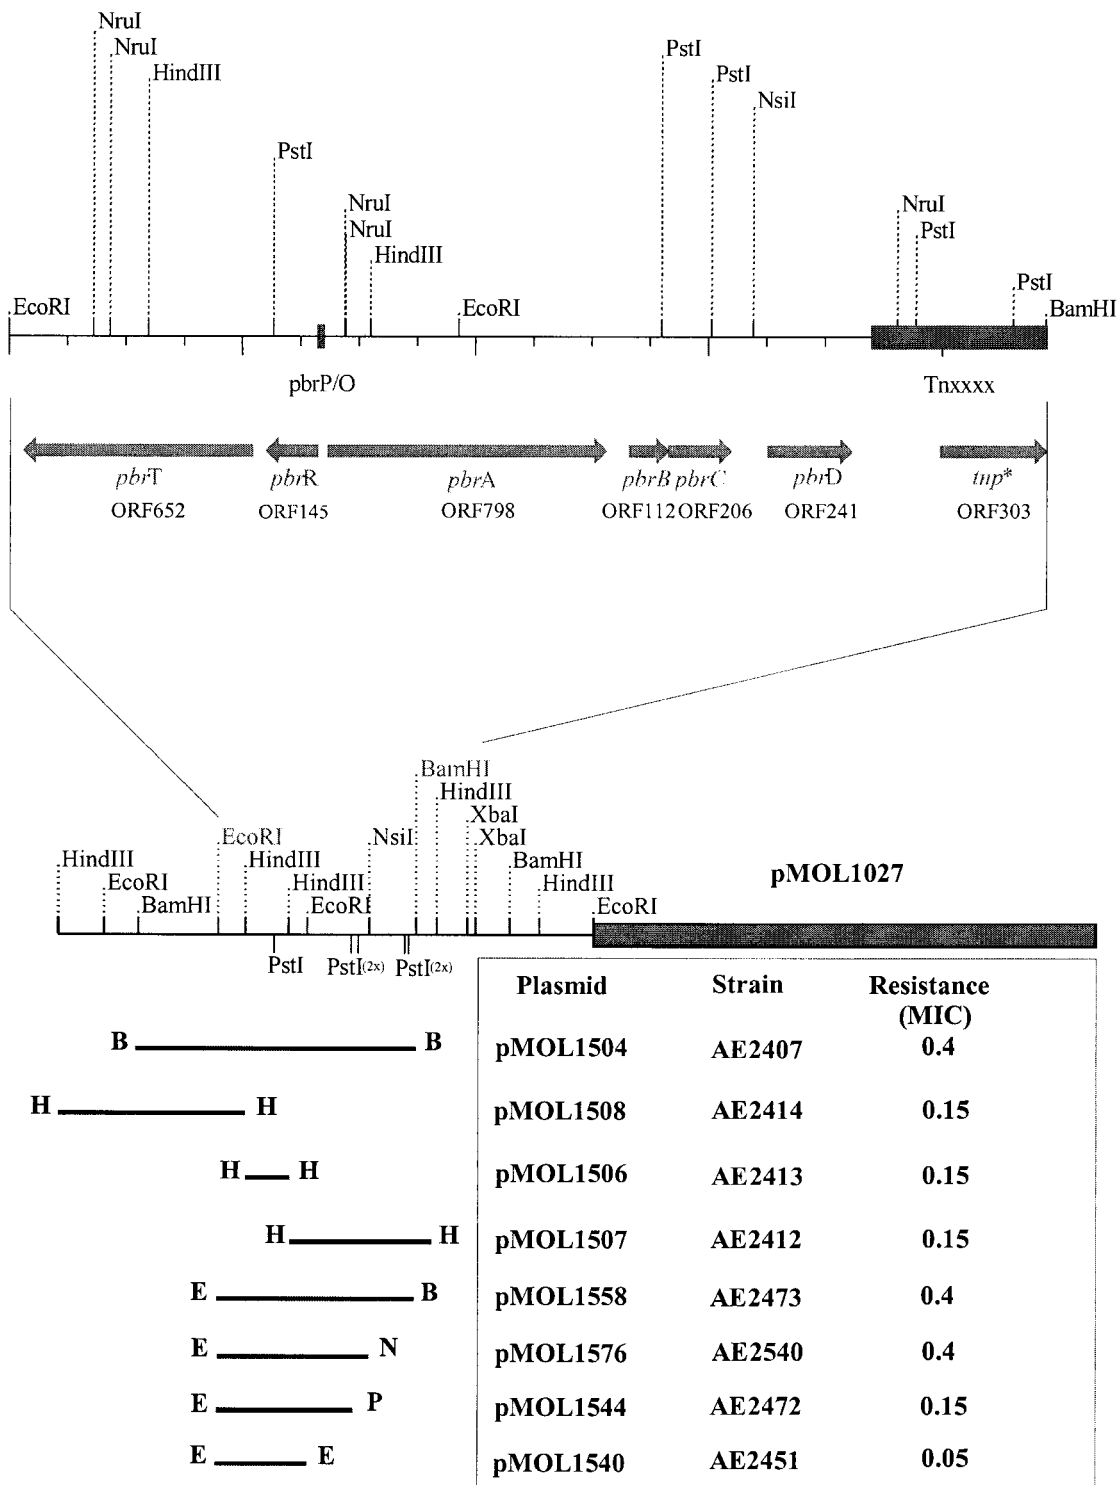 NruI
NruI
HindIII
PstI
PstI
PstI
NsiI
NruI
NruI
HindIII
NruI
PstI
PstI
EcoRI
EcoRI
BamHI
pbrP/O
Tnxxxx
pbrT
pbrR
pbrA
pbrB
pbrC
pbrD
tnp*
ORF652
ORF145
ORF798
ORF112
ORF206
ORF241
ORF303
BamHI
HindIII
XbaI
XbaI
EcoRI
NsiI
HindIII
HindIII
BamHI
EcoRI
HindIII
HindIII
BamHI
EcoRI
EcoRI
pMOL1027
PstI
PstI(2x)
PstI(2x)
Plasmid Strain Resistance
(MIC)
B B pMOL1504 AE2407 0.4
H H pMOL1508 AE2414 0.15
H H pMOL1506 AE2413 0.15
H H pMOL1507 AE2412 0.15
E B pMOL1558 AE2473 0.4
E N pMOL1576 AE2540 0.4
E P pMOL1544 AE2472 0.15
E E pMOL1540 AE2451 0.05